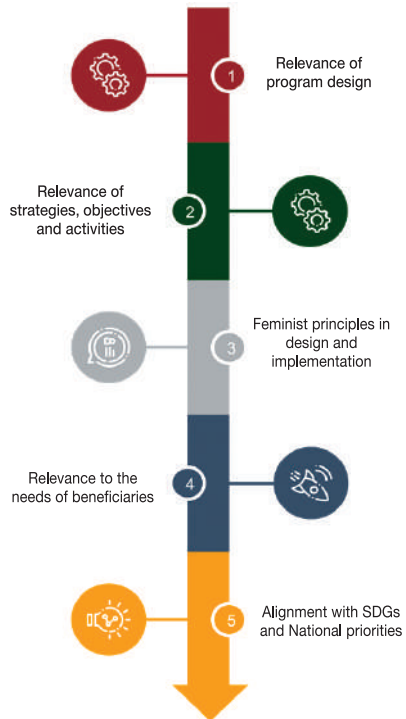 1
Relevance of
program design
Relevance of
strategies, objectives
and activities
2
3
Feminist principles in
design and
implementation
Relevance to the
needs of beneficiaries
4
5
Alignment with SDGs
and National priorities